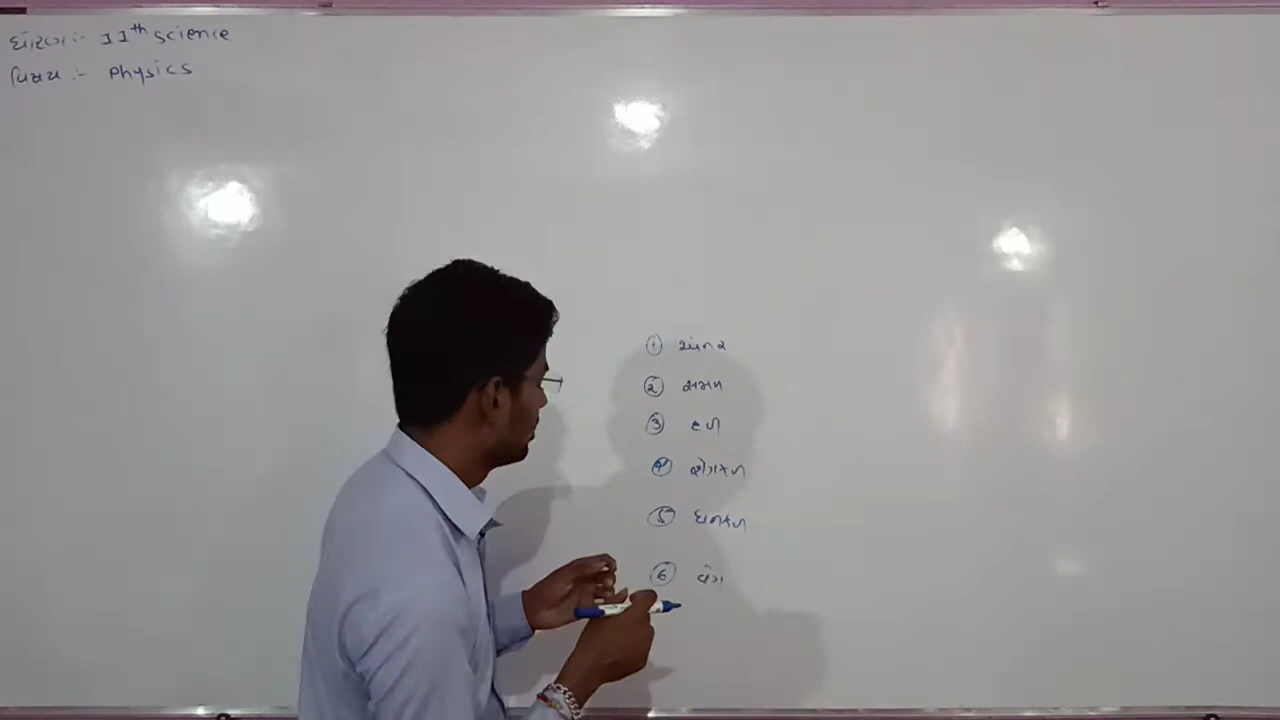 ધોરણ :- 11th science
વિષય :- Physics
① અંતર
② સમય
③ દળ
④ ક્ષેત્રફળ
⑤ ઘનફળ
⑥ વેગ